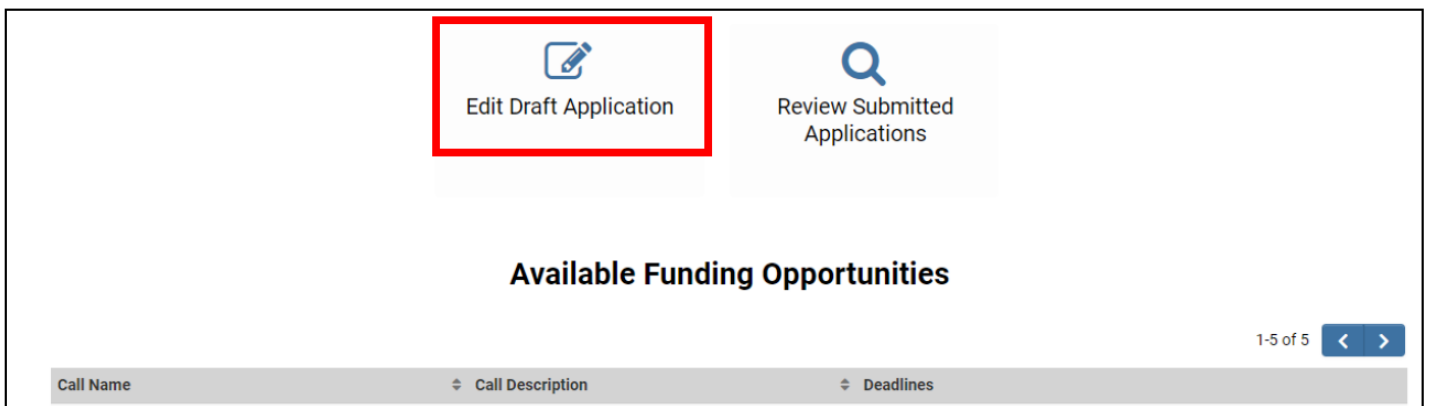 Edit Draft Application
Review Submitted
Applications
Available Funding Opportunities
1-5 of 5
Call Name Call Description Deadlines